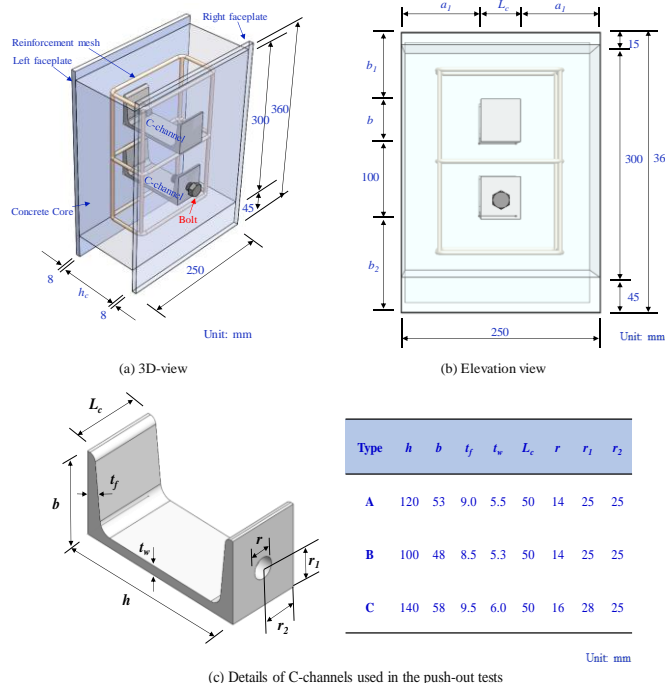 Right faceplate
Reinforcement mesh
Left faceplate
C-channel
C-channel
Concrete Core
Bolt
300
360
45
250
8
h_c
8
Unit: mm
(a) 3D-view
a_1
L_c
a_1
15
b_1
b
100
b_2
300
36
45
250
Unit: mm
(b) Elevation view
L_c
t_f
b
t_w
h
r
r_1
r_2
Type h b t_f t_w L_c r r_1 r_2
A 120 53 9.0 5.5 50 14 25 25
B 100 48 8.5 5.3 50 14 25 25
C 140 58 9.5 6.0 50 16 28 25
Unit: mm
(c) Details of C-channels used in the push-out tests